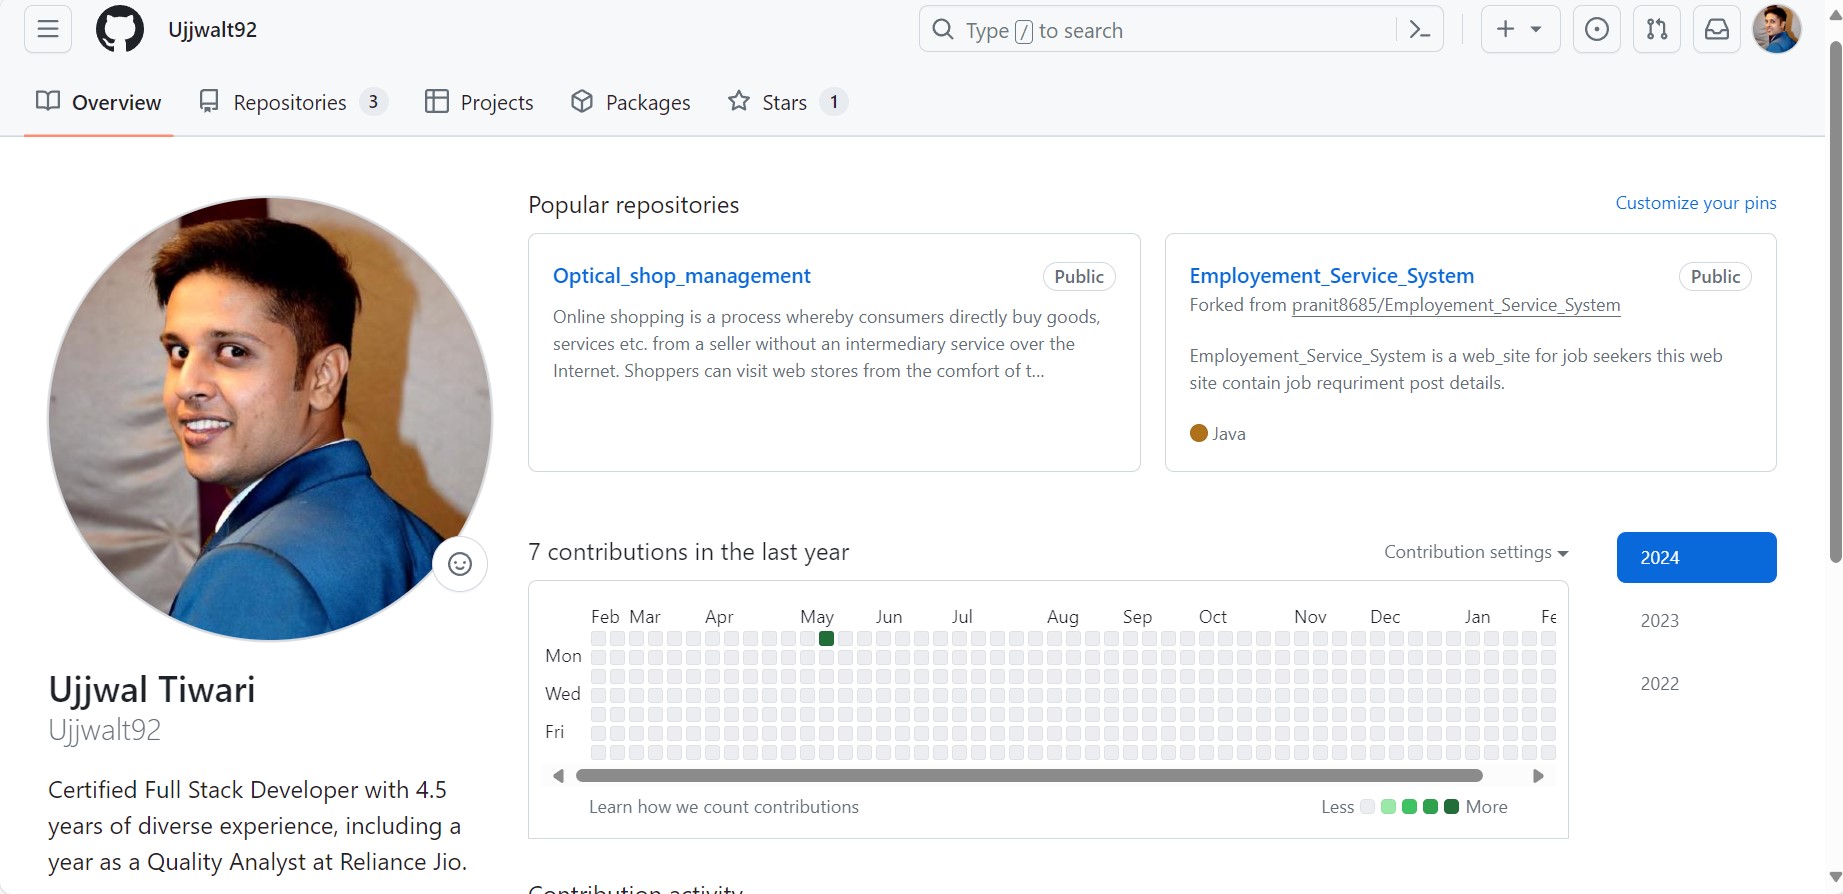 Ujjwalt92
Type / to search
Overview
Repositories 3
Projects
Packages
Stars 1
Popular repositories
Customize your pins
Optical_shop_management
Public
Online shopping is a process whereby consumers directly buy goods,
services etc. from a seller without an intermediary service over the
Internet. Shoppers can visit web stores from the comfort of t...
Employement_Service_System
Public
Forked from pranit8685/Employement_Service_System
Employement_Service_System is a web_site for job seekers this web
site contain job requriment post details.
Java
7 contributions in the last year
Contribution settings
2024
2023
2022
Feb Mar Apr May Jun Jul Aug Sep Oct Nov Dec Jan Fe
Mon
Wed
Fri
Learn how we count contributions
Less
More
Ujjwal Tiwari
Ujjwalt92
Certified Full Stack Developer with 4.5
years of diverse experience, including a
year as a Quality Analyst at Reliance Jio.
Contribution activity